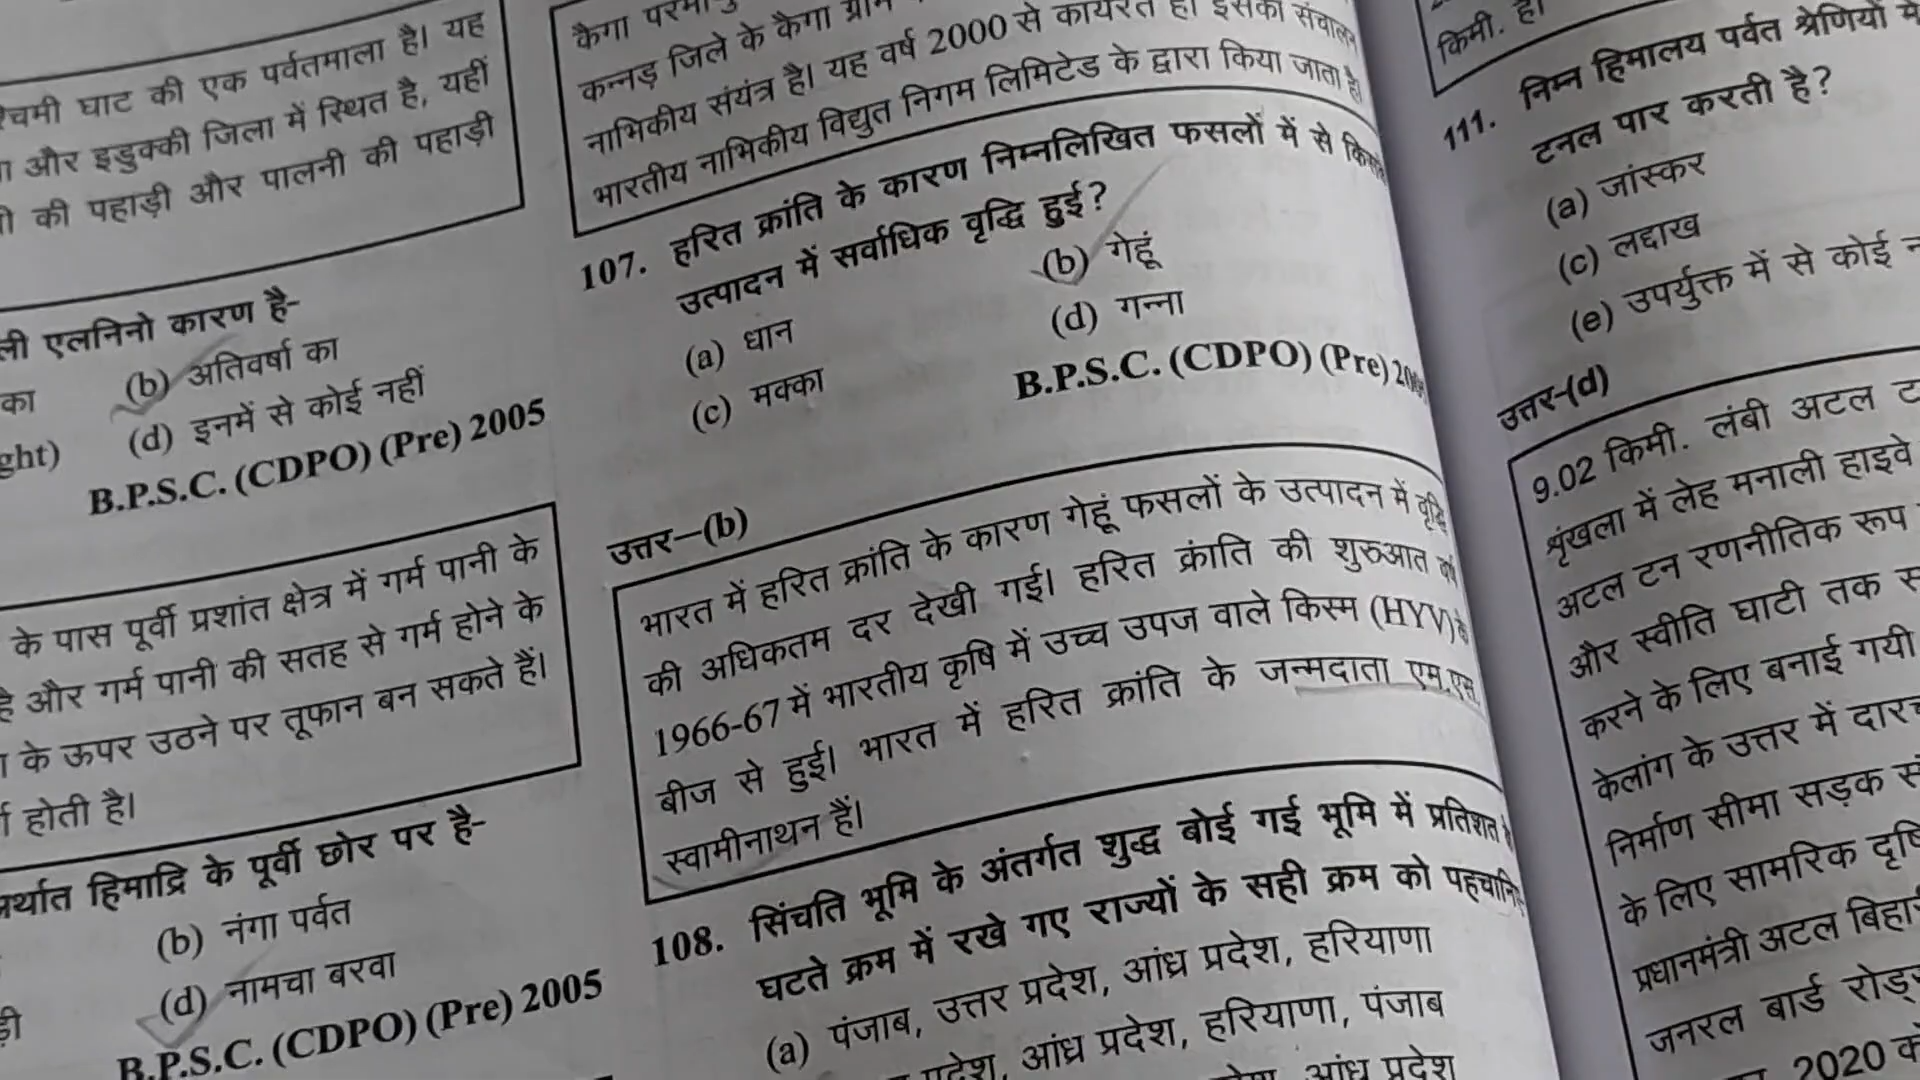 चमी घाट की एक पर्वतमाला है। यह
और इडुक्की जिला में स्थित है, यहीं
की पहाड़ी और पालनी की पहाड़ी
एलनिनो कारण है-
का
(b) अतिवर्षा का
ght)
(d) इनमें से कोई नहीं
B.P.S.C. (CDPO) (Pre) 2005
के पास पूर्वी प्रशांत क्षेत्र में गर्म पानी के
है और गर्म पानी की सतह से गर्म होने के
के ऊपर उठने पर तूफान बन सकते हैं।
होती है।
अर्थात हिमाद्रि के पूर्वी छोर पर है-
(b) नंगा पर्वत
(d) नामचा बरवा
B.P.S.C. (CDPO) (Pre) 2005
कैगा
कन्नड़ जिले के कैगा ग्राम
नाभिकीय संयंत्र है। यह वर्ष 2000 से कार्यरत है। इसका संचालन
भारतीय नाभिकीय विद्युत निगम लिमिटेड के द्वारा किया जाता है।
107. हरित क्रांति के कारण निम्नलिखित फसलों में से
उत्पादन में सर्वाधिक वृद्धि हुई?
(a) धान
(b) गेहूं
(c) मक्का
(d) गन्ना
B.P.S.C. (CDPO) (Pre)
उत्तर—(b)
भारत में हरित क्रांति के कारण गेहूं फसलों के उत्पादन में वृद्धि
की अधिकतम दर देखी गई। हरित क्रांति की शुरुआत वर्ष
1966-67 में भारतीय कृषि में उच्च उपज वाले किस्म (HYV) के
बीज से हुई। भारत में हरित क्रांति के जन्मदाता एम.एस.
स्वामीनाथन हैं।
108. सिंचति भूमि के अंतर्गत शुद्ध बोई गई भूमि में प्रतिशत के
घटते क्रम में रखे गए राज्यों के सही क्रम को पहचानिए
(a) पंजाब, उत्तर प्रदेश, आंध्र प्रदेश, हरियाणा
प्रदेश, आंध्र प्रदेश, हरियाणा, पंजाब
आंध्र प्रदेश
किमी. है।
111. निम्न हिमालय पर्वत श्रेणियों में
टनल पार करती है?
(a) जांस्कर
(c) लद्दाख
(e) उपर्युक्त में से कोई
उत्तर-(d)
9.02 किमी. लंबी अटल
शृंखला में लेह मनाली हाइवे
अटल टन रणनीतिक रूप
और स्वीति घाटी तक
करने के लिए बनाई गयी
केलांग के उत्तर में
निर्माण सीमा सड़क
के लिए सामरिक
प्रधानमंत्री अटल
जनरल बार्ड रोड्स
2020